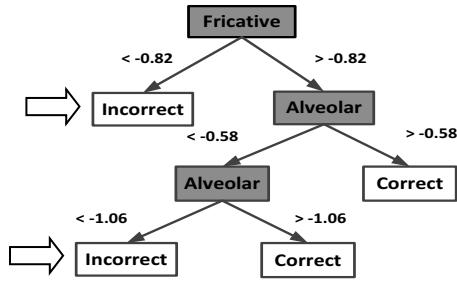 Fricative
< -0.82 > -0.82
Incorrect Alveolar
< -0.58 > -0.58
Alveolar Correct
< -1.06 > -1.06
Incorrect Correct